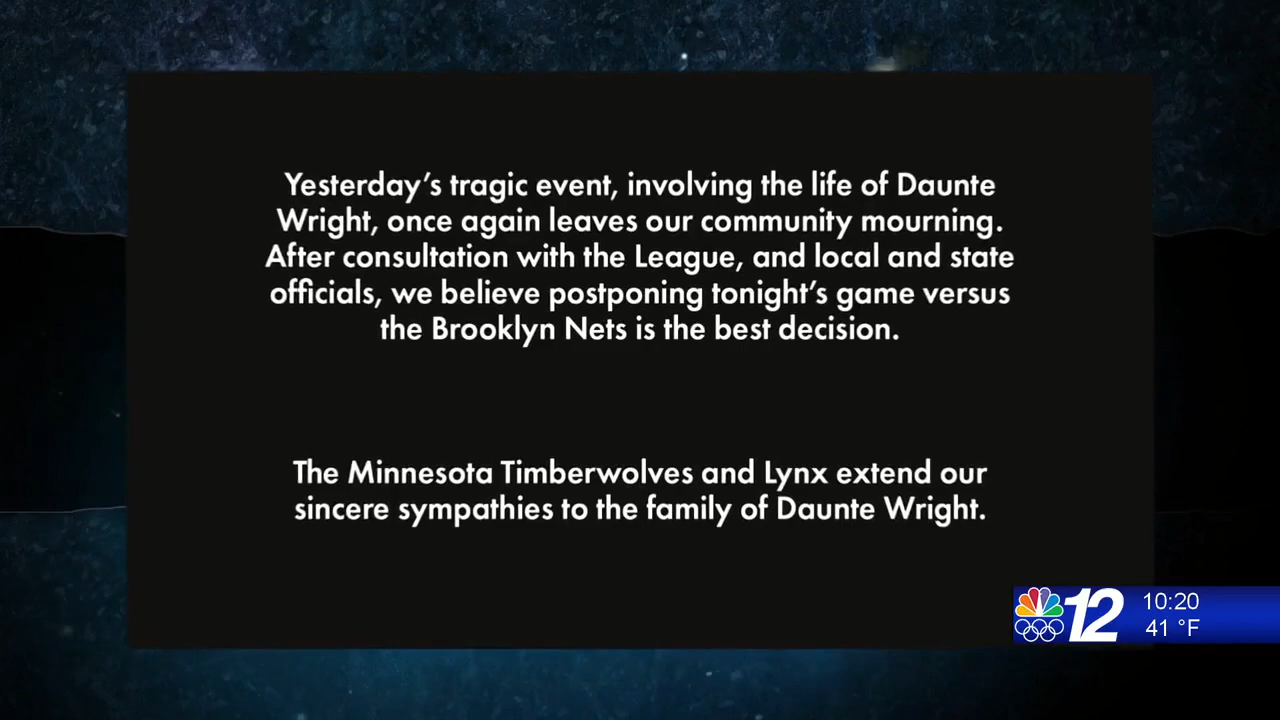 Yesterday's tragic event, involving the life of Daunte
Wright, once again leaves our community mourning.
After consultation with the League, and local and state
officials, we believe postponing tonight's game versus
the Brooklyn Nets is the best decision.
The Minnesota Timberwolves and Lynx extend our
sincere sympathies to the family of Daunte Wright.
12
10:20
41 °F